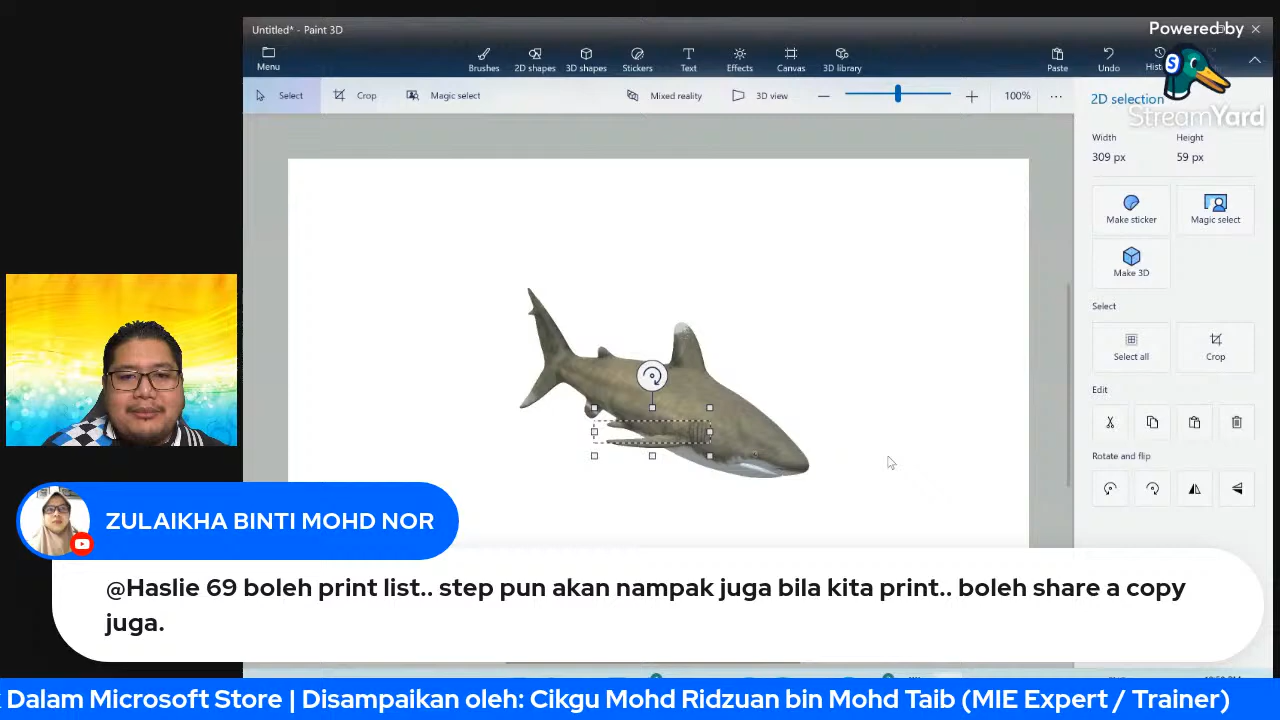 Untitled* - Paint 3D
Powered by
Menu
Brushes
2D shapes
3D shapes
Stickers
Text
Effects
Canvas
3D library
Paste
Undo
S
StreamYard
Select
Crop
Magic select
Mixed reality
3D view
100%
2D selection
Width
Height
309 px
59 px
Make sticker
Magic select
Make 3D
Select
Select all
Crop
Edit
Rotate and flip
ZULAIKHA BINTI MOHD NOR
@Haslie 69 boleh print list.. step pun akan nampak juga bila kita print.. boleh share a copy
juga.
Dalam Microsoft Store | Disampaikan oleh: Cikgu Mohd Ridzuan bin Mohd Taib (MIE Expert / Trainer)